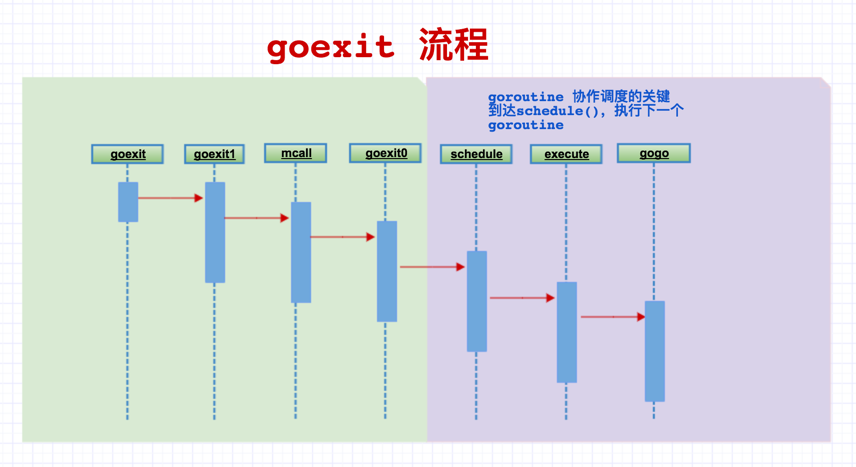 goexit 流程
goroutine 协作调度的关键
到达schedule(), 执行下一个
goroutine
goexit goexit1 mcall goexit0 schedule execute gogo